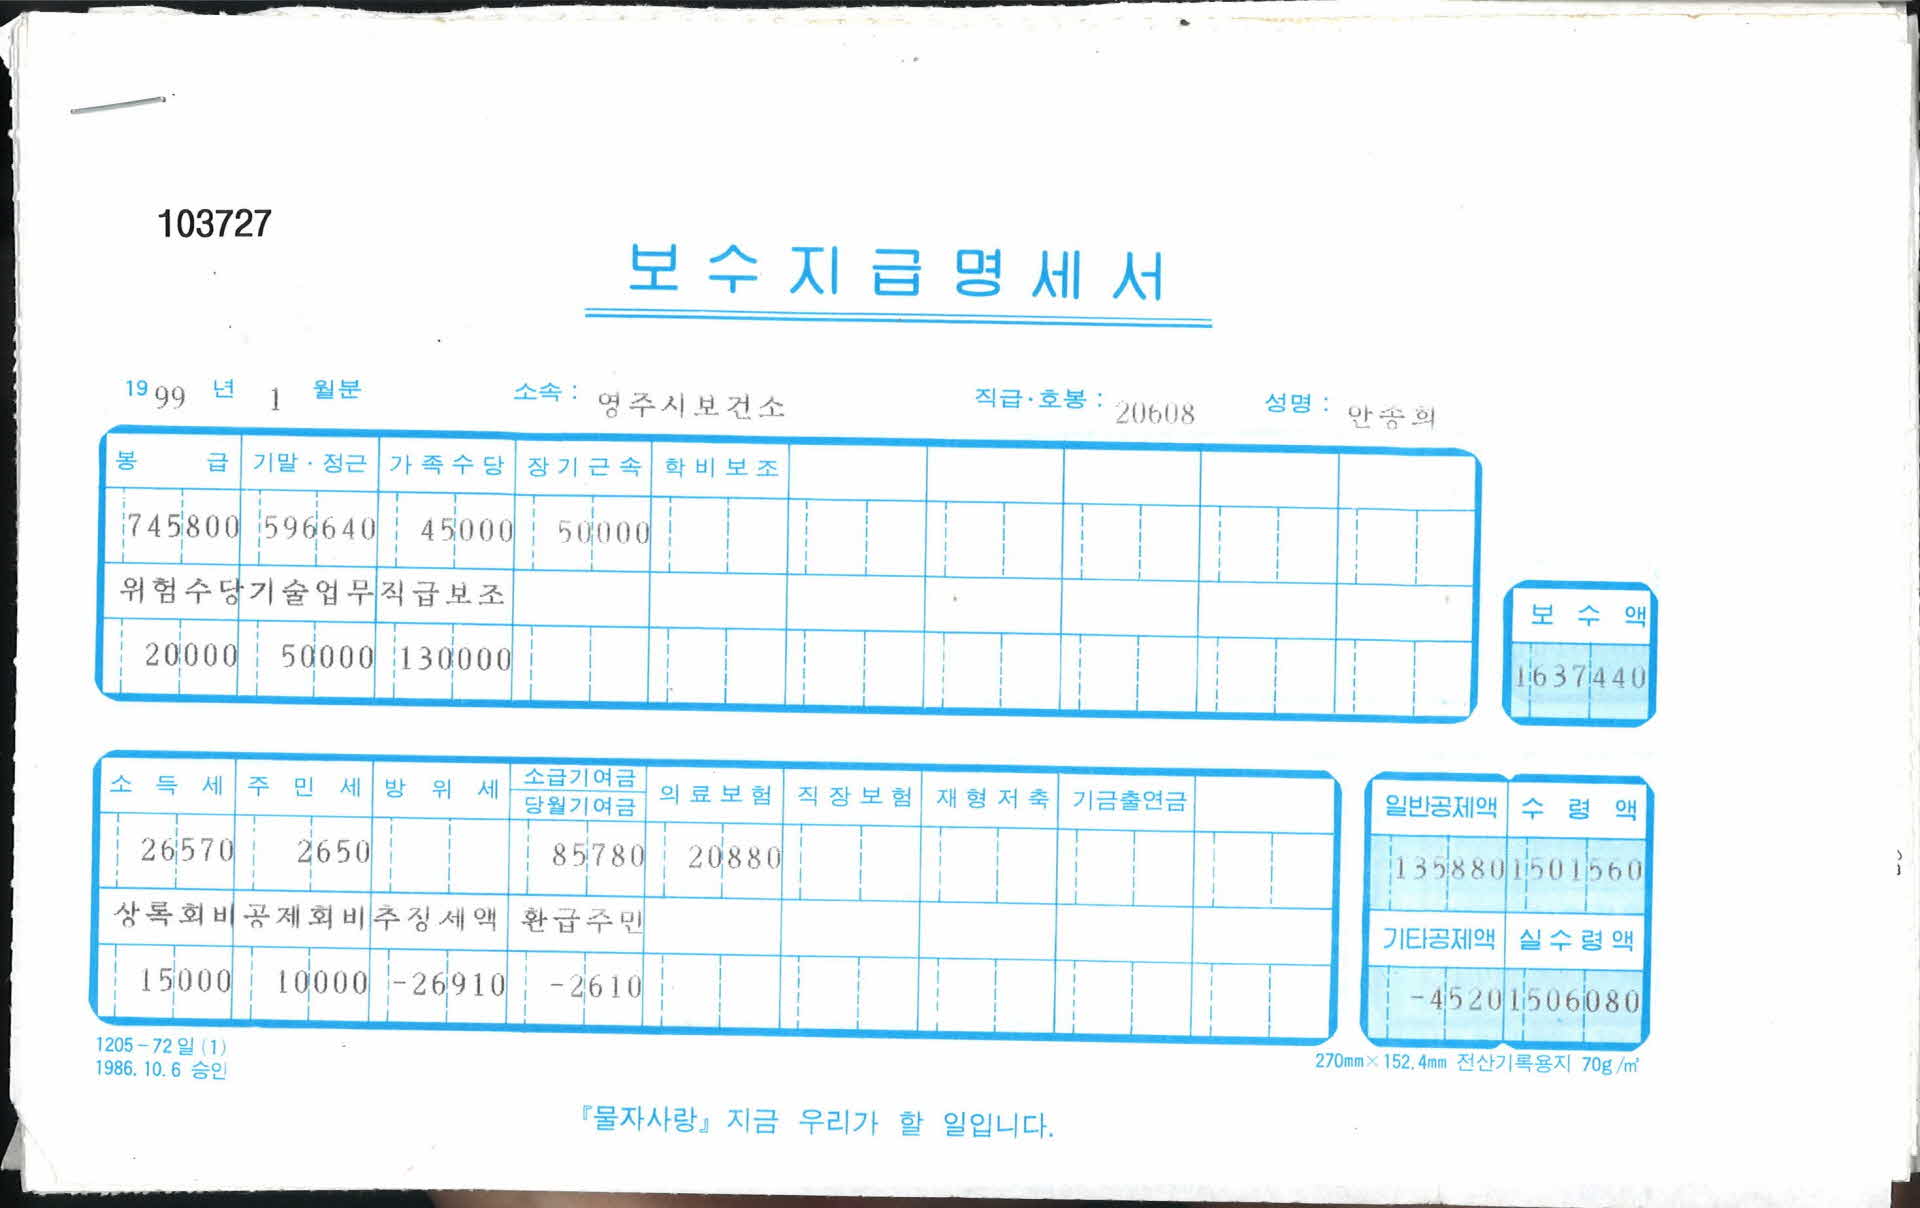 103727
보수지급명세서
19 99 년 1 월분 소속 : 영주시보건소 직급·호봉 : 20608 성명 : 안송희
봉 급 기말·정근 가족수당 장기근속 학비보조
745800 596640 45000 50000
위험수당 기술업무 직급보조
20000 50000 130000
보 수 액
1637440
소 득 세 주 민 세 방 위 세 소급기여금 당월기여금 의료보험 직장보험 재형저축 기금출연금
26570 2650 85780 20880
상록회비 공제회비 추징세액 환급주민
15000 10000 -26910 -2610
일반공제액 수 령 액
135880 1501560
기타공제액 실수령액
-4520 1506080
1205-72일(1)
1986. 10. 6 승인
270mm×152.4mm 전산기록용지 70g/㎡
『물자사랑』 지금 우리가 할 일입니다.